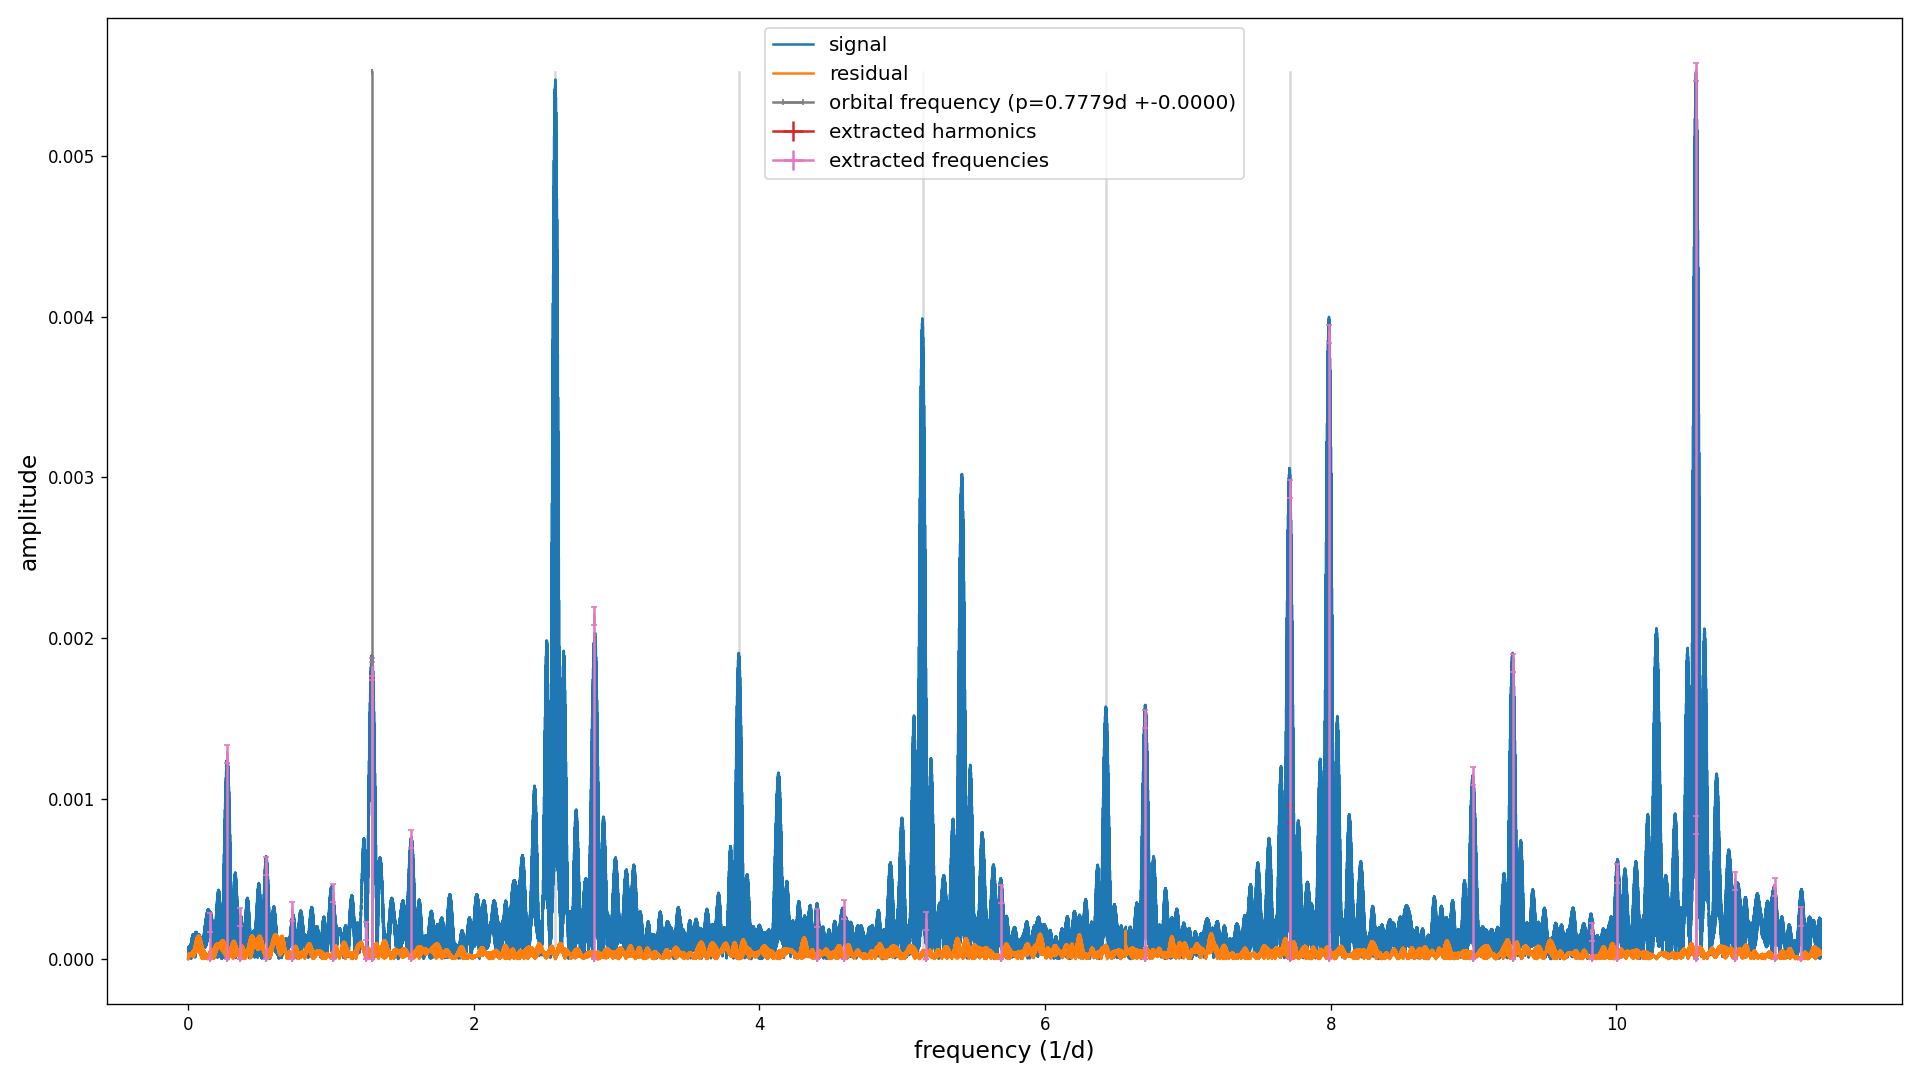 signal
residual
orbital frequency (p=0.7779d +-0.0000)
extracted harmonics
extracted frequencies
amplitude
0.005
0.004
0.003
0.002
0.001
0.000
0 2 4 6 8 10
frequency (1/d)